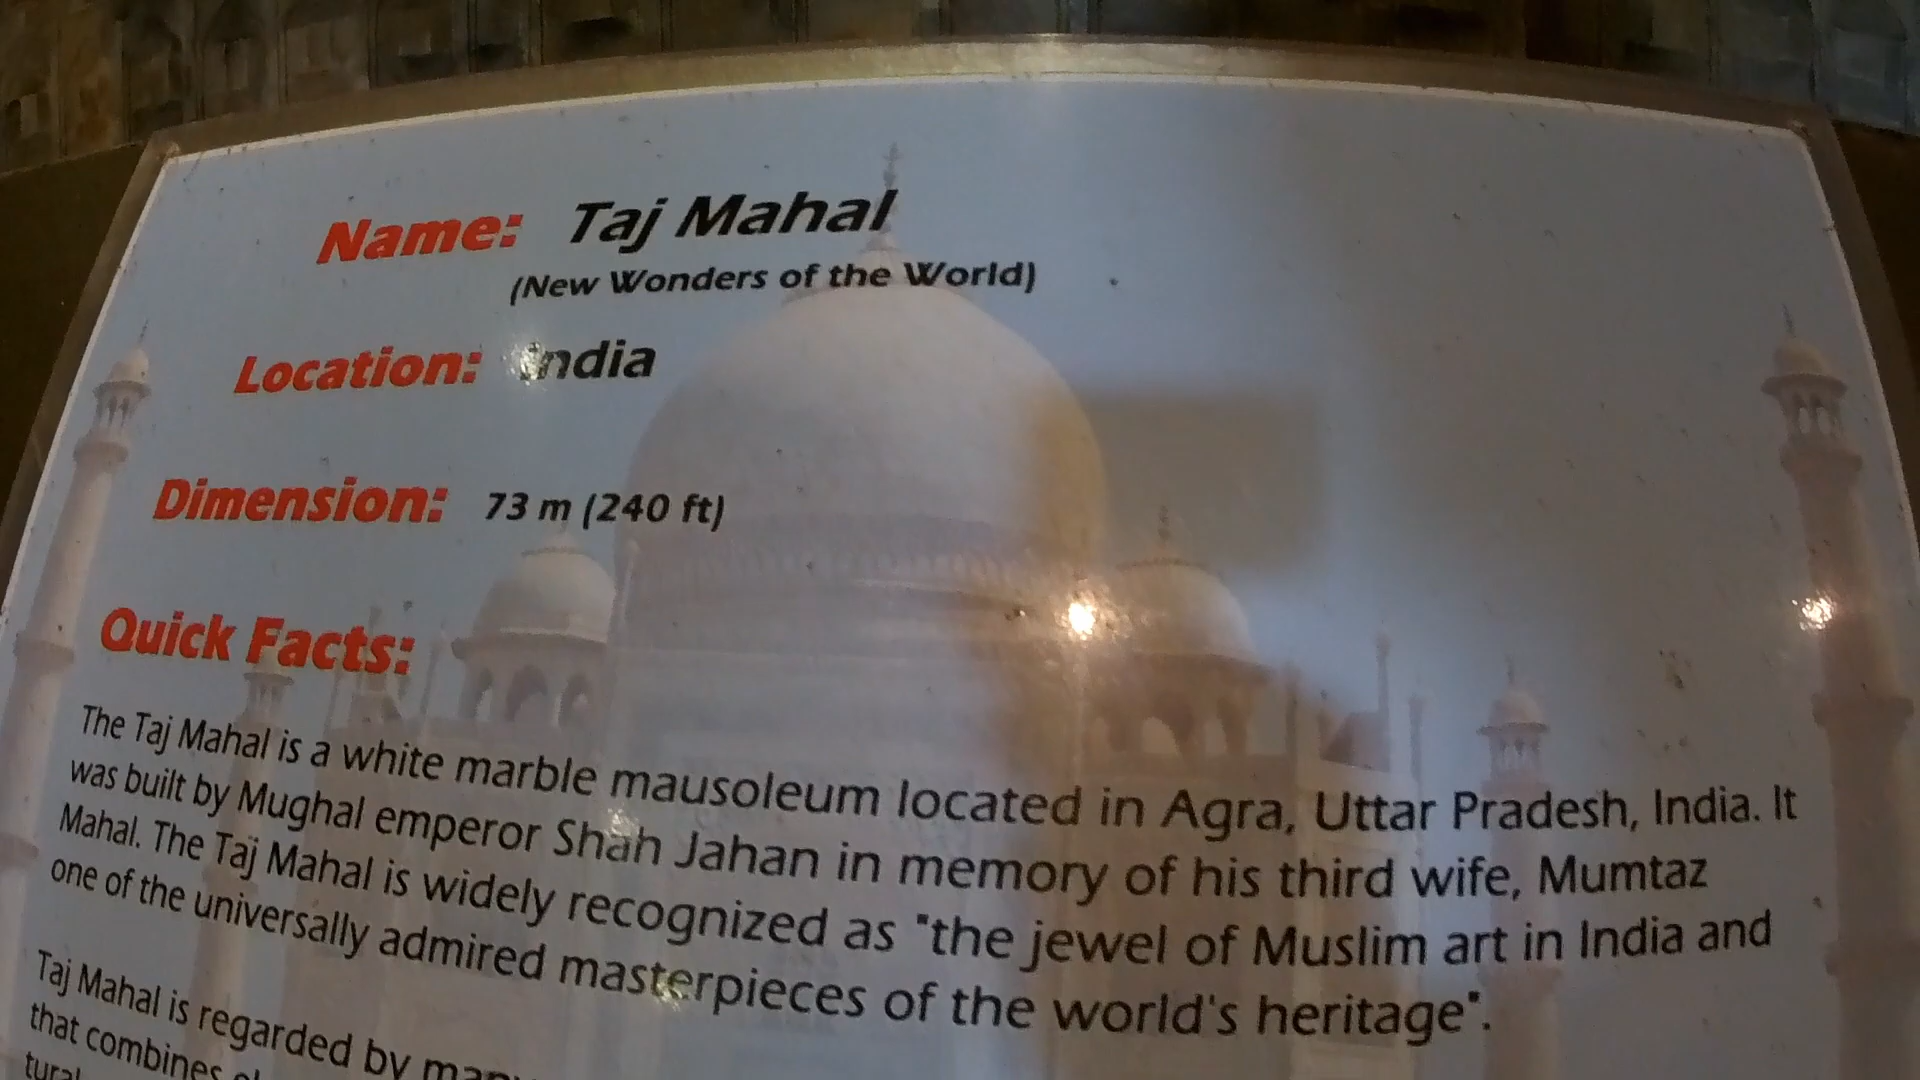 Name: Taj Mahal
(New Wonders of the World)
Location: India
Dimension: 73 m (240 ft)
Quick Facts:
The Taj Mahal is a white marble mausoleum located in Agra, Uttar Pradesh, India. It
was built by Mughal emperor Shah Jahan in memory of his third wife, Mumtaz
Mahal. The Taj Mahal is widely recognized as "the jewel of Muslim art in India and
one of the universally admired masterpieces of the world's heritage".
Taj Mahal is regarded by many
that combines